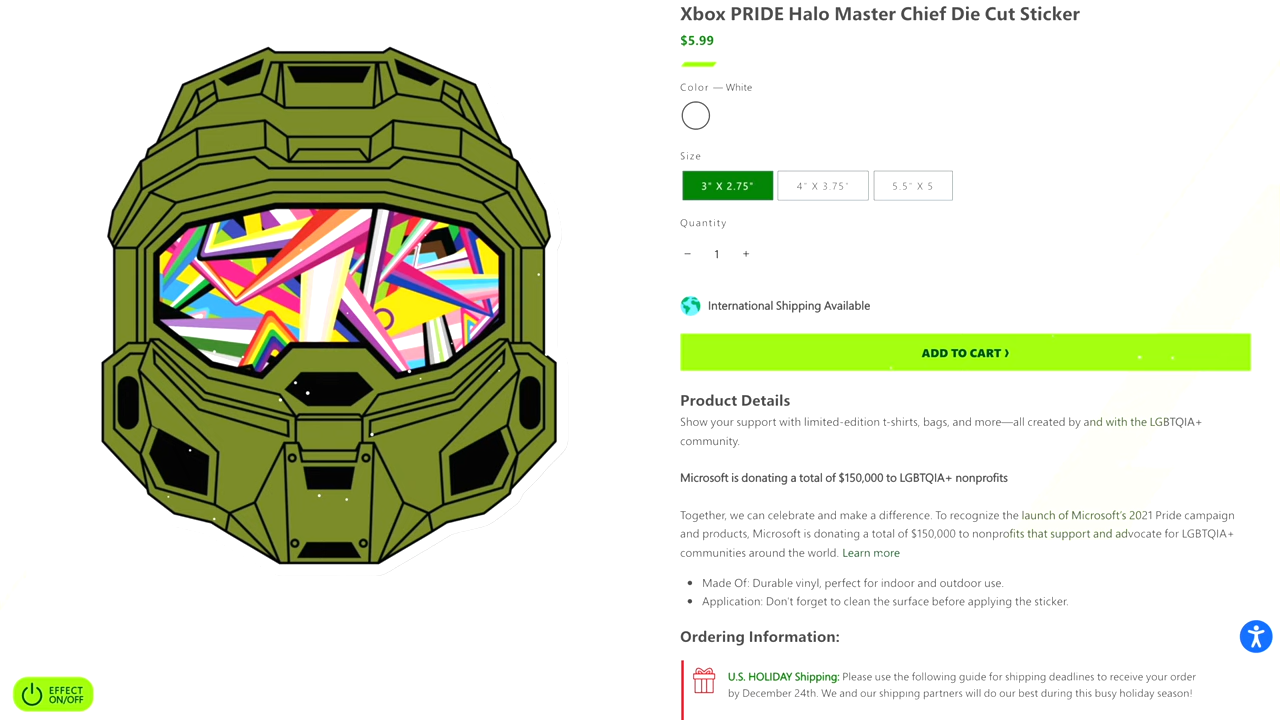 Xbox PRIDE Halo Master Chief Die Cut Sticker
$5.99
Color — White
Size
3" X 2.75"
4" X 3.75"
5.5" X 5
Quantity
− 1 +
International Shipping Available
ADD TO CART ›
Product Details
Show your support with limited-edition t-shirts, bags, and more—all created by and with the LGBTQIA+
community.
Microsoft is donating a total of $150,000 to LGBTQIA+ nonprofits
Together, we can celebrate and make a difference. To recognize the launch of Microsoft's 2021 Pride campaign
and products, Microsoft is donating a total of $150,000 to nonprofits that support and advocate for LGBTQIA+
communities around the world. Learn more
• Made Of: Durable vinyl, perfect for indoor and outdoor use.
• Application: Don't forget to clean the surface before applying the sticker.
Ordering Information:
U.S. HOLIDAY Shipping: Please use the following guide for shipping deadlines to receive your order
by December 24th. We and our shipping partners will do our best during this busy holiday season!
EFFECT
ON/OFF